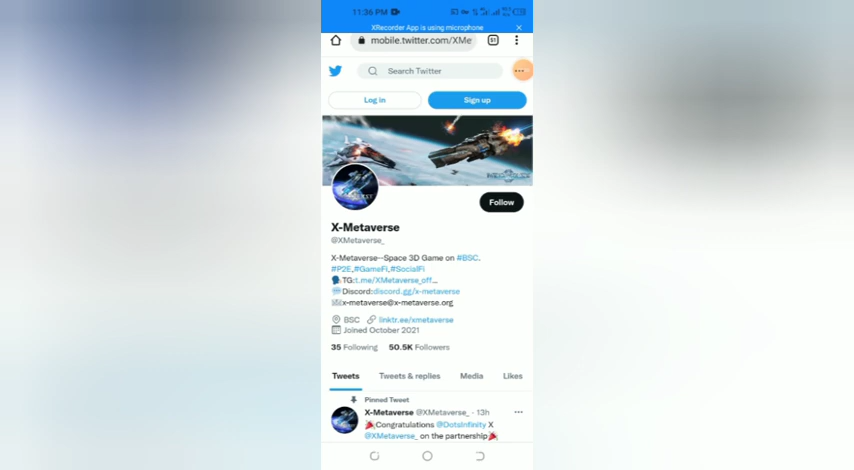 11:36 PM
XRecorder App is using microphone
mobile.twitter.com/XMe
51
Search Twitter
Log in
Sign up
Follow
X-Metaverse
@XMetaverse_
X-Metaverse--Space 3D Game on #BSC.
#P2E,#GameFi,#SocialFi
TG:t.me/XMetaverse_off...
Discord:discord.gg/x-metaverse
x-metaverse@x-metaverse.org
BSC linktr.ee/xmetaverse
Joined October 2021
35 Following 50.5K Followers
Tweets Tweets & replies Media Likes
Pinned Tweet
X-Metaverse @XMetaverse_ · 13h
Congratulations @DotsInfinity X
@XMetaverse_ on the partnership